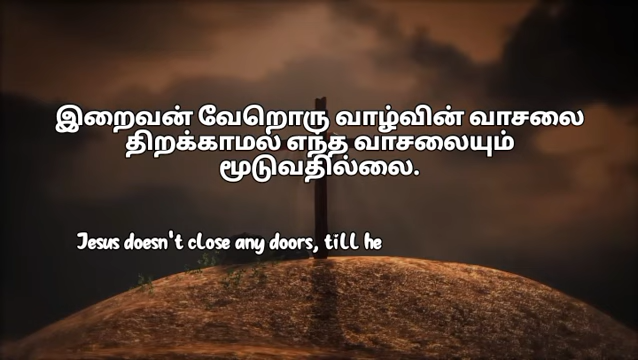 இறைவன் வேறொரு வாழ்வின் வாசலை
திறக்காமல் எந்த வாசலையும்
மூடுவதில்லை.
Jesus doesn't close any doors, till he